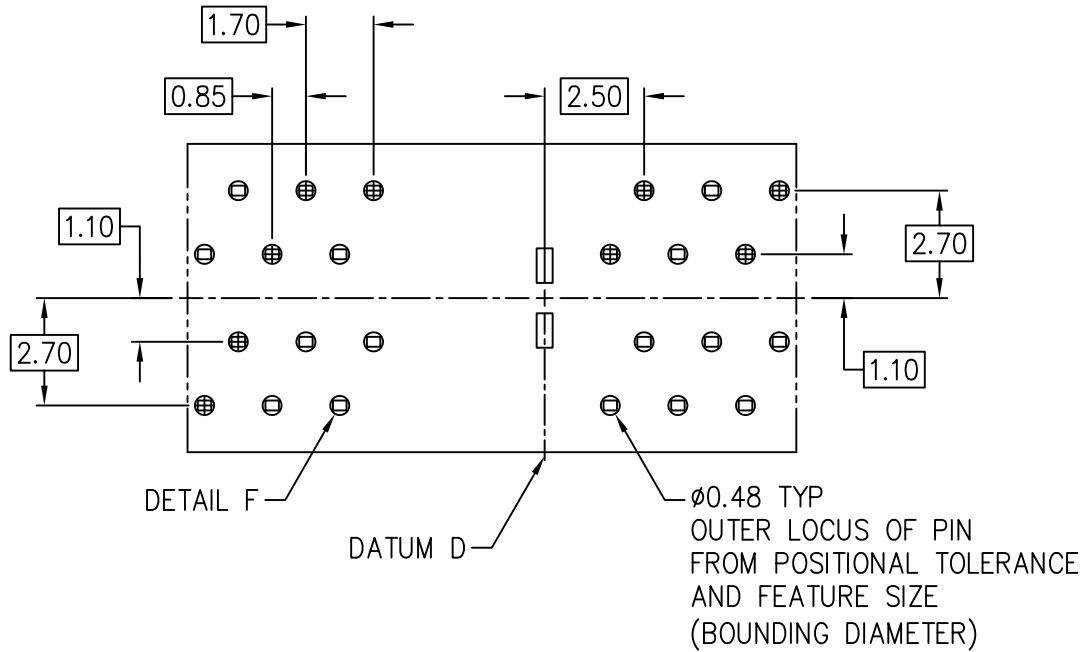 1.70
0.85
2.50
1.10
2.70
2.70
1.10
DETAIL F
DATUM D
ø0.48 TYP
OUTER LOCUS OF PIN
FROM POSITIONAL TOLERANCE
AND FEATURE SIZE
(BOUNDING DIAMETER)